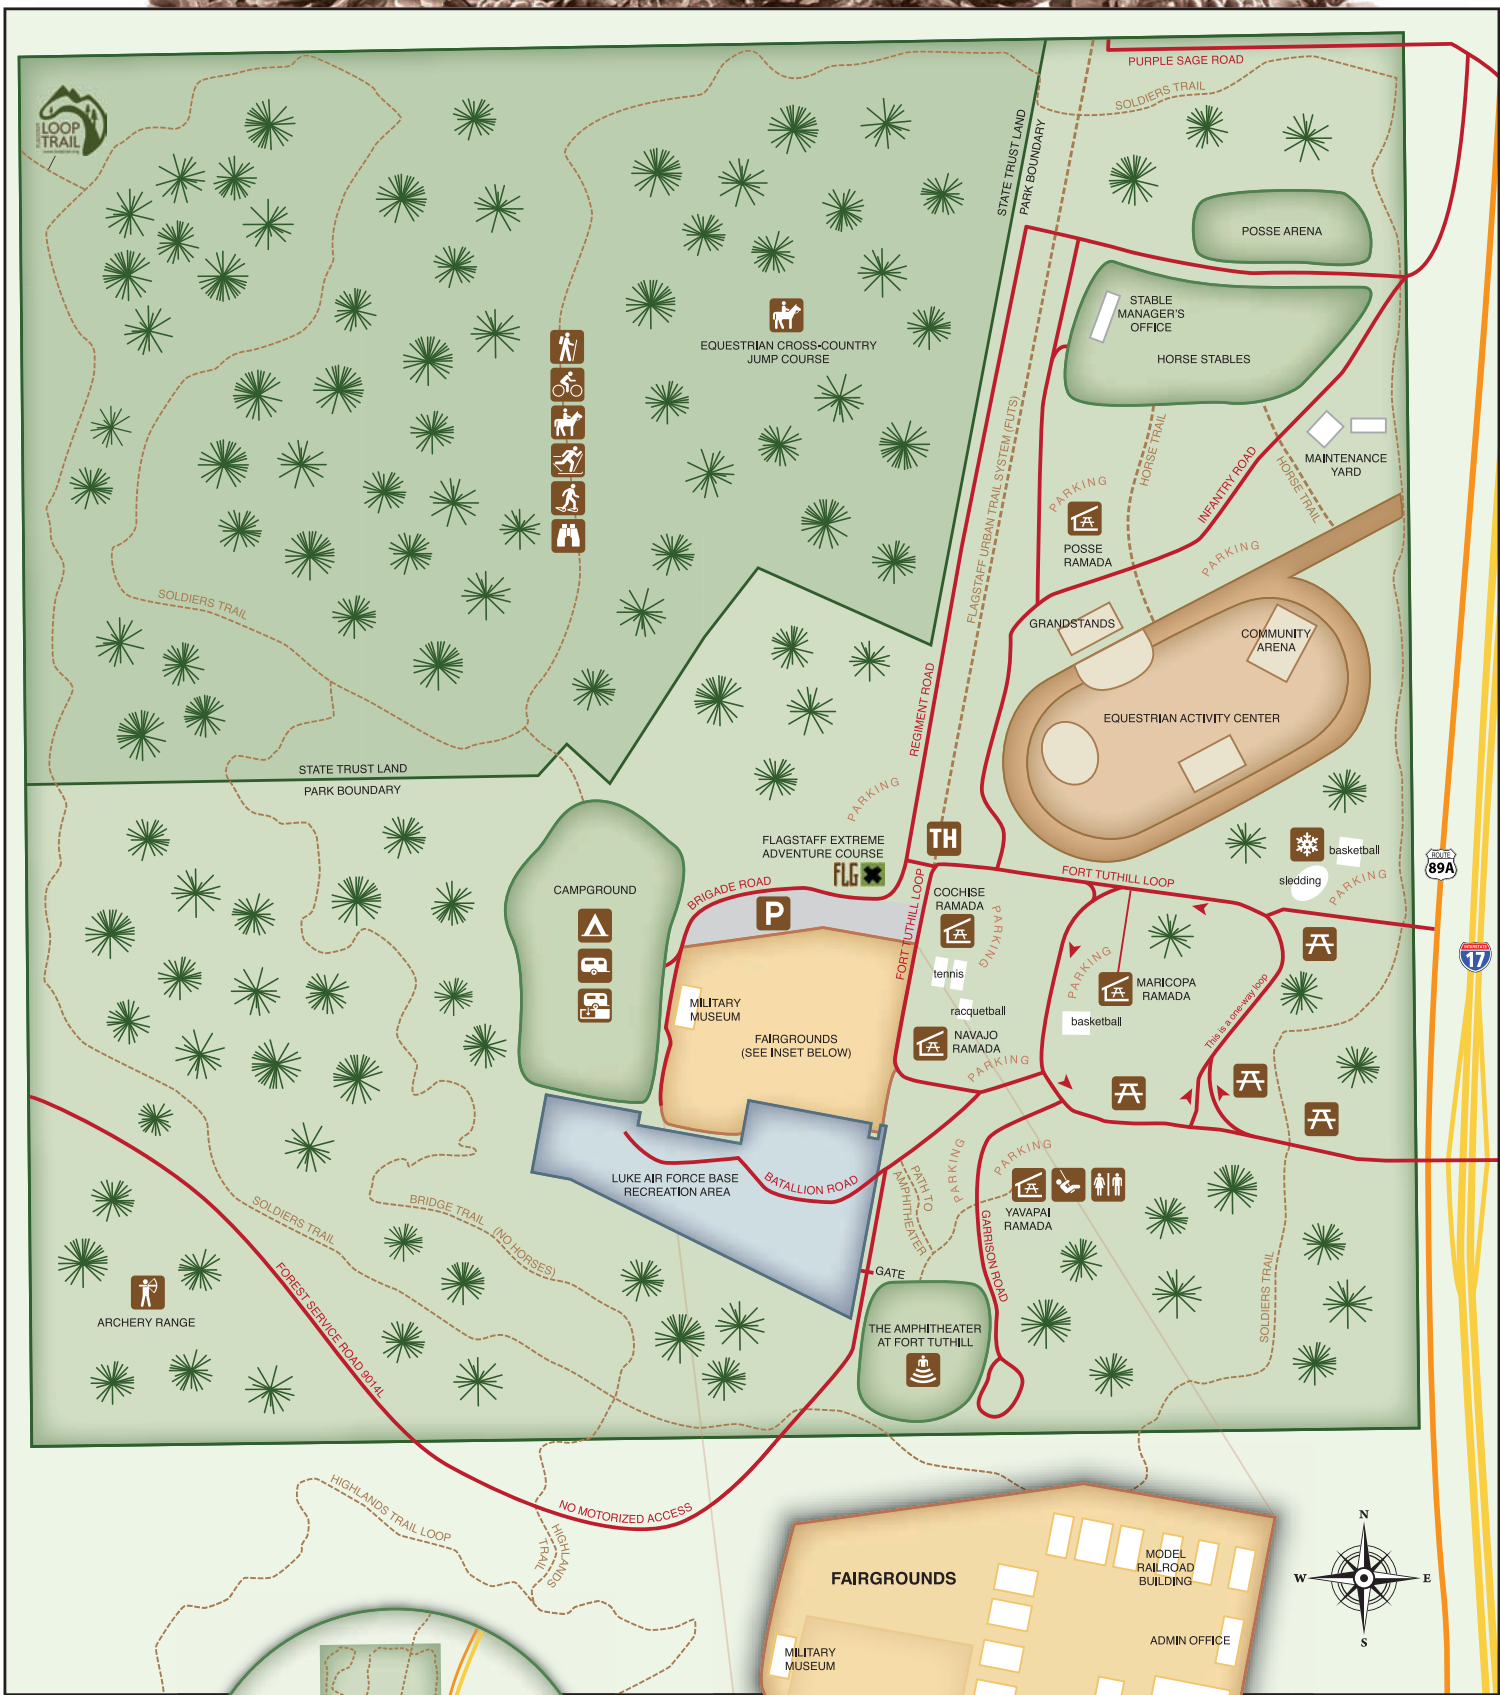 PURPLE SAGE ROAD
SOLDIERS TRAIL
LOOP
TRAIL
STATE TRUST LAND
PARK BOUNDARY
POSSE ARENA
STABLE
MANAGER'S
OFFICE
HORSE STABLES
EQUESTRIAN CROSS-COUNTRY
JUMP COURSE
FLAGSTAFF URBAN TRAIL SYSTEM (FUTS)
HORSE TRAIL
INFANTRY ROAD
HORSE TRAIL
MAINTENANCE
YARD
PARKING
POSSE
RAMADA
PARKING
SOLDIERS TRAIL
GRANDSTANDS
COMMUNITY
ARENA
REGIMENT ROAD
EQUESTRIAN ACTIVITY CENTER
STATE TRUST LAND
PARK BOUNDARY
PARKING
FLAGSTAFF EXTREME
ADVENTURE COURSE
FLG X
TH
basketball
sledding
PARKING
ROUTE
89A
FORT TUTHILL LOOP
CAMPGROUND
BRIGADE ROAD
P
FORT TUTHILL LOOP
COCHISE
RAMADA
PARKING
tennis
racquetball
NAVAJO
RAMADA
PARKING
PARKING
MARICOPA
RAMADA
basketball
This is a one-way loop
INTERSTATE
17
MILITARY
MUSEUM
FAIRGROUNDS
(SEE INSET BELOW)
LUKE AIR FORCE BASE
RECREATION AREA
BATALLION ROAD
PATH TO
AMPHITHEATER
PARKING
PARKING
YAVAPAI
RAMADA
GARRISON ROAD
SOLDIERS TRAIL
SOLDIERS TRAIL
BRIDGE TRAIL (NO HORSES)
FOREST SERVICE ROAD 9014L
ARCHERY RANGE
GATE
THE AMPHITHEATER
AT FORT TUTHILL
NO MOTORIZED ACCESS
HIGHLANDS TRAIL LOOP
HIGHLANDS
TRAIL
FAIRGROUNDS
MODEL
RAILROAD
BUILDING
ADMIN OFFICE
MILITARY
MUSEUM
N
W
E
S